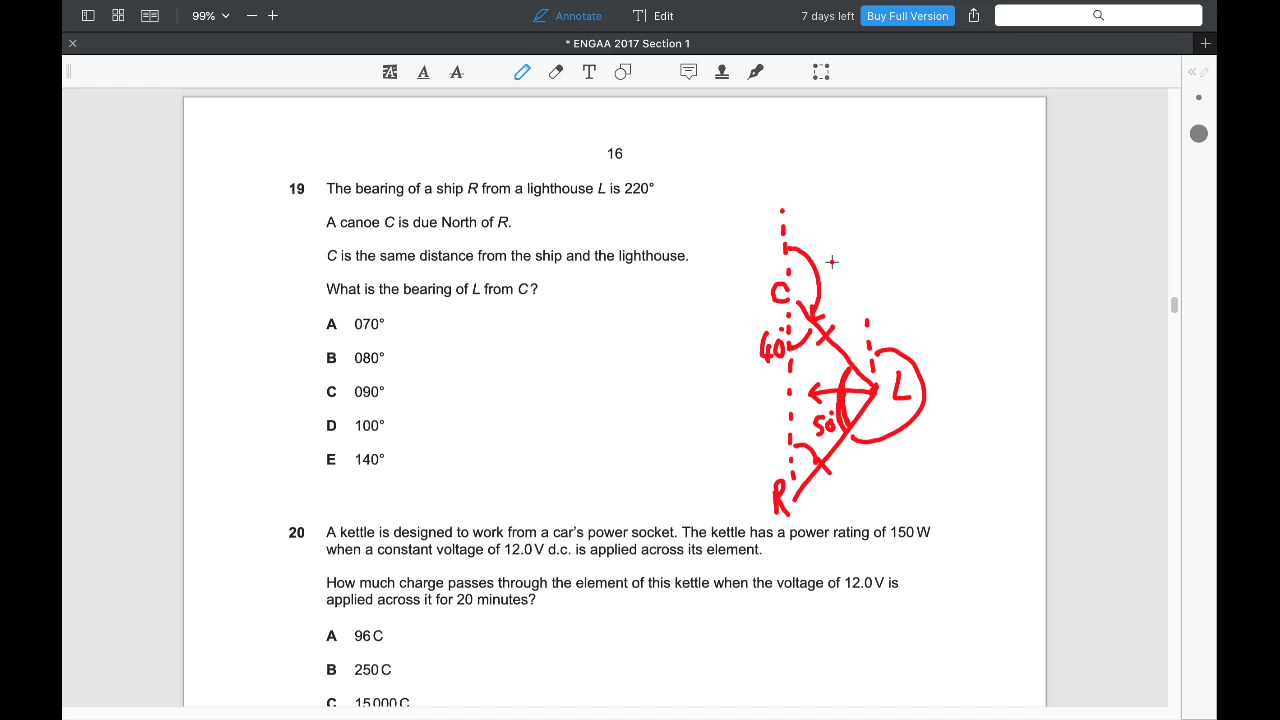 99%
Annotate
Edit
7 days left
Buy Full Version
* ENGAA 2017 Section 1
16
19 The bearing of a ship R from a lighthouse L is 220°
A canoe C is due North of R.
C is the same distance from the ship and the lighthouse.
What is the bearing of L from C?
A 070°
B 080°
C 090°
D 100°
E 140°
C
40°
L
50°
R
20 A kettle is designed to work from a car's power socket. The kettle has a power rating of 150 W
when a constant voltage of 12.0 V d.c. is applied across its element.
How much charge passes through the element of this kettle when the voltage of 12.0 V is
applied across it for 20 minutes?
A 96 C
B 250 C
C 15 000 C